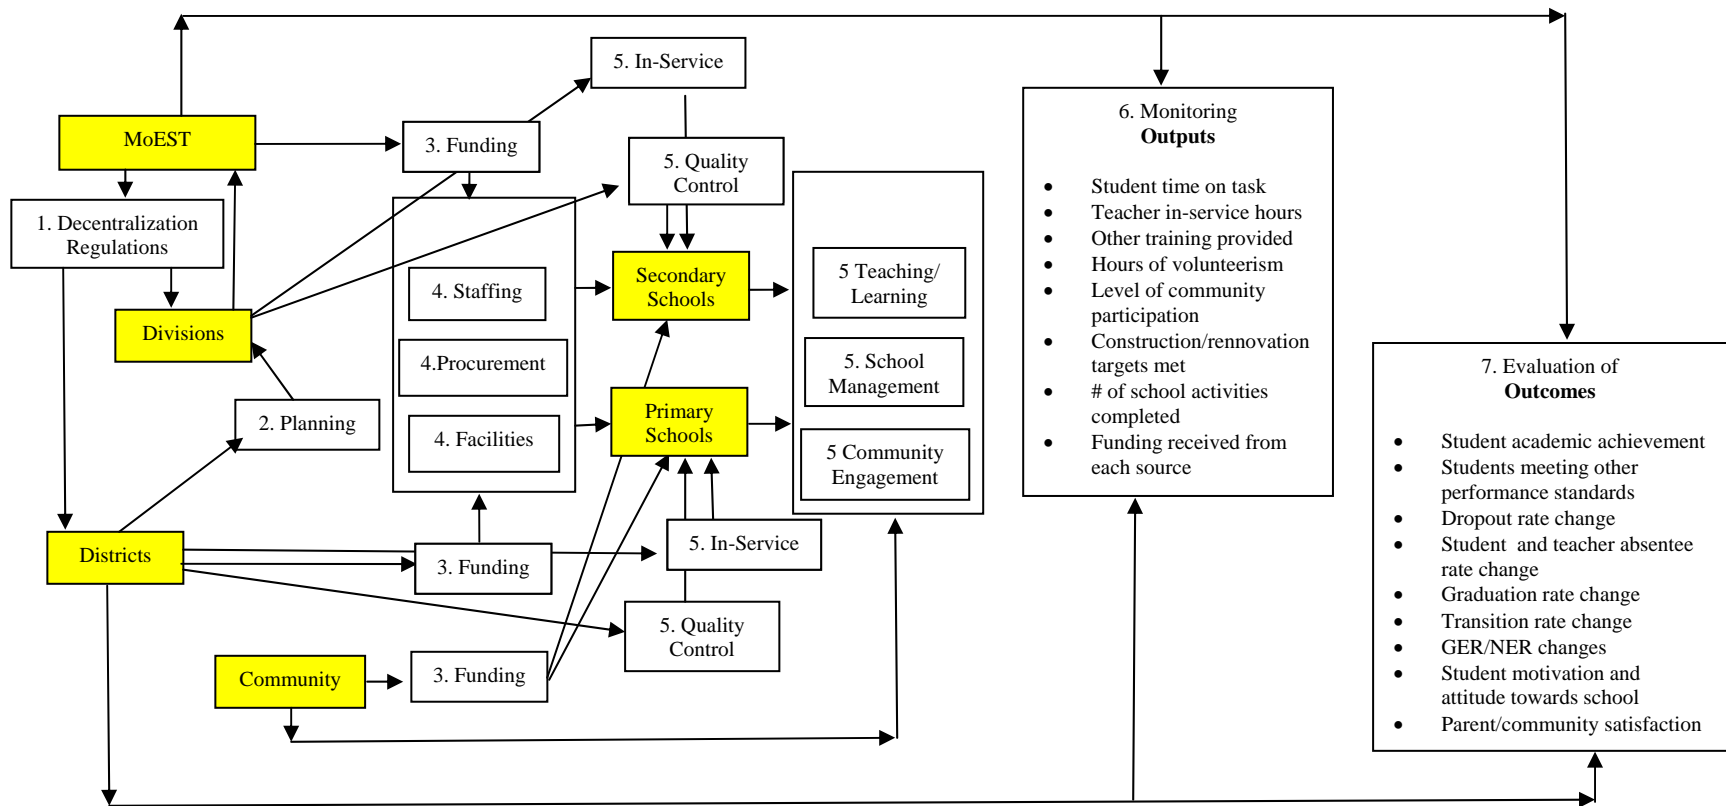 5. In-Service
MoEST
3. Funding
5. Quality
Control
1. Decentralization
Regulations
Divisions
2. Planning
4. Staffing
4.Procurement
4. Facilities
Secondary
Schools
Primary
Schools
5 Teaching/
Learning
5. School
Management
5 Community
Engagement
Districts
3. Funding
5. In-Service
5. Quality
Control
Community
3. Funding
6. Monitoring
Outputs
• Student time on task
• Teacher in-service hours
• Other training provided
• Hours of volunteerism
• Level of community
participation
• Construction/rennovation
targets met
• # of school activities
completed
• Funding received from
each source
7. Evaluation of
Outcomes
• Student academic achievement
• Students meeting other
performance standards
• Dropout rate change
• Student and teacher absentee
rate change
• Graduation rate change
• Transition rate change
• GER/NER changes
• Student motivation and
attitude towards school
• Parent/community satisfaction